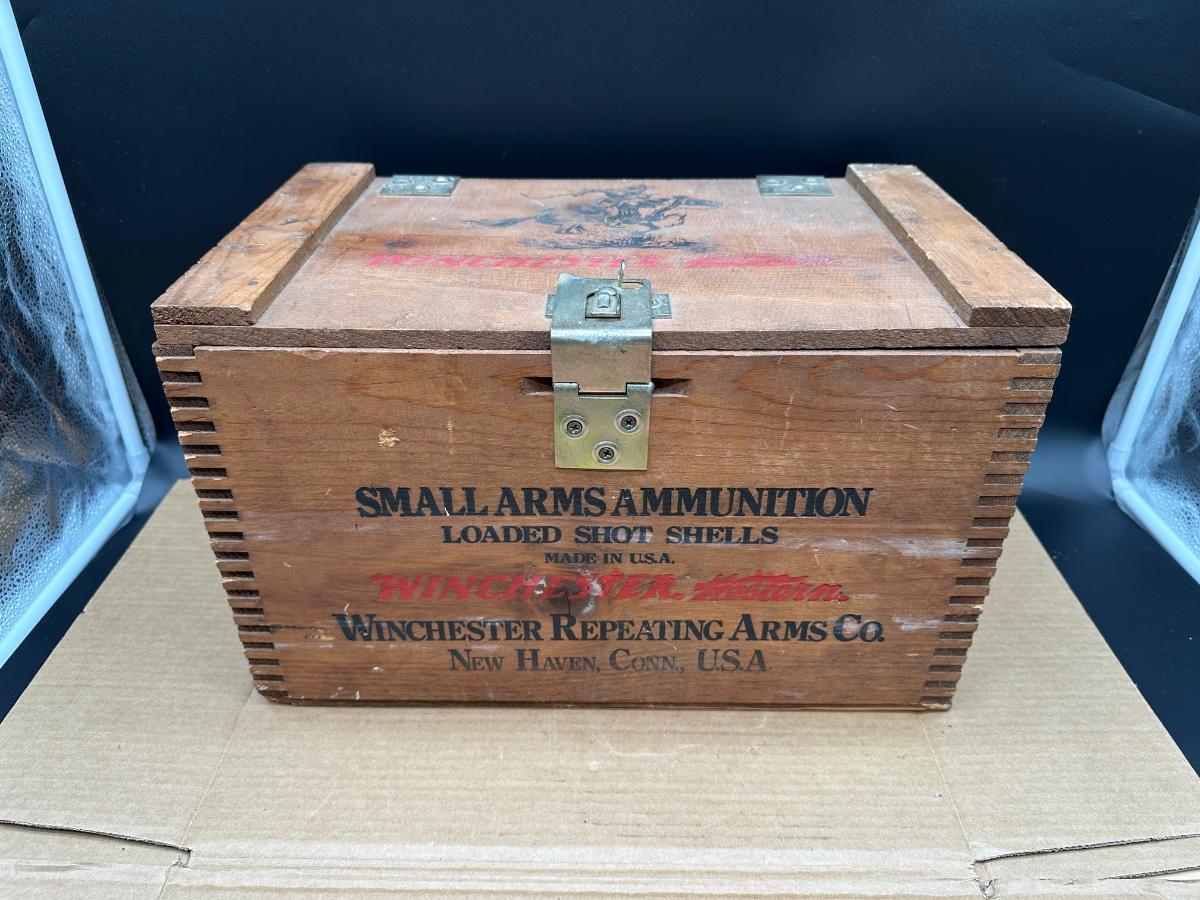 WINCHESTER Western
SMALL ARMS AMMUNITION
LOADED SHOT SHELLS
MADE IN U.S.A.
WINCHESTER Western
WINCHESTER REPEATING ARMS CO.
NEW HAVEN, CONN., U.S.A